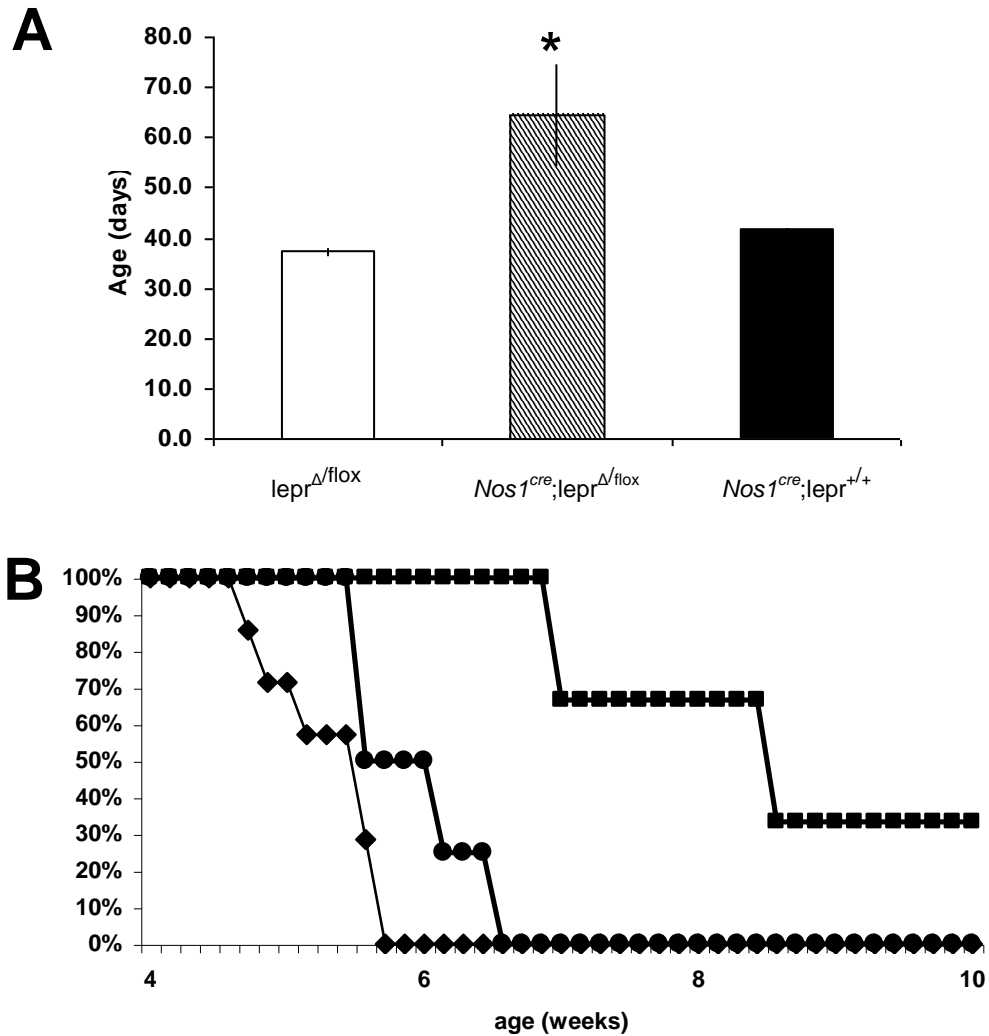 A
*
80.0
70.0
60.0
50.0
40.0
30.0
20.0
10.0
0.0
Age (days)
lepr^Δ/flox
Nos1^cre;lepr^Δ/flox
Nos1^cre;lepr^+/+
B
100%
90%
80%
70%
60%
50%
40%
30%
20%
10%
0%
4 6 8 10
age (weeks)